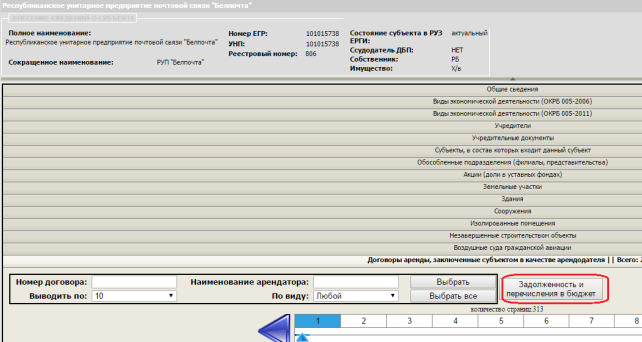 Республиканское унитарное предприятие почтовой связи "Белпочта"
ВНЕСЕНИЕ СВЕДЕНИЙ О СУБЪЕКТЕ
Полное наименование: Номер ЕГР: 101015738 Состояние субъекта в РУЗ актуальный
Республиканское унитарное предприятие почтовой связи "Белпочта" УНП: 101015738 ЕРГИ:
Реестровый номер: 806 Ссудодатель ДБП: НЕТ
Сокращенное наименование: РУП "Белпочта" Собственник: РБ
Имущество: Х/в
Общие сведения
Виды экономической деятельности (ОКРБ 005-2006)
Виды экономической деятельности (ОКРБ 005-2011)
Учредители
Учредительные документы
Субъекты, в состав которых входит данный субъект
Обособленные подразделения (филиалы, представительства)
Акции (доли в уставных фондах)
Земельные участки
Здания
Сооружения
Изолированные помещения
Незавершенные строительством объекты
Воздушные суда гражданской авиации
Договоры аренды, заключенные субъектом в качестве арендодателя || Всего: 2
Номер договора: Наименование арендатора: Выбрать Задолженность и
Выводить по: 10 По виду: Любой Выбрать все перечисления в бюджет
количество страниц:313
1 2 3 4 5 6 7 8